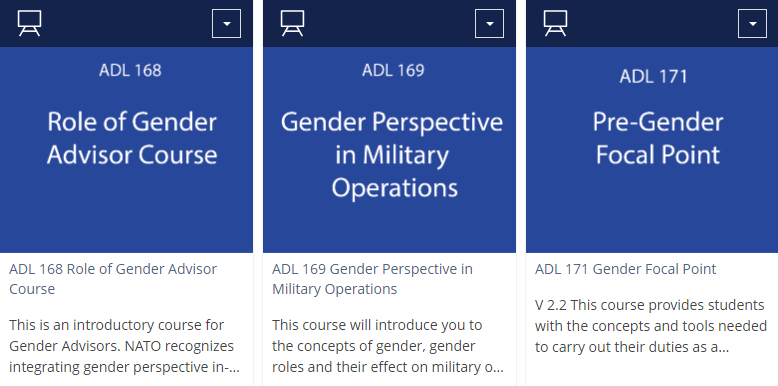 ADL 168
Role of Gender
Advisor Course
ADL 168 Role of Gender Advisor
Course
This is an introductory course for
Gender Advisors. NATO recognizes
integrating gender perspective in-...
ADL 169
Gender Perspective
in Military
Operations
ADL 169 Gender Perspective in
Military Operations
This course will introduce you to
the concepts of gender, gender
roles and their effect on military o...
ADL 171
Pre-Gender
Focal Point
ADL 171 Gender Focal Point
V 2.2 This course provides students
with the concepts and tools needed
to carry out their duties as a...